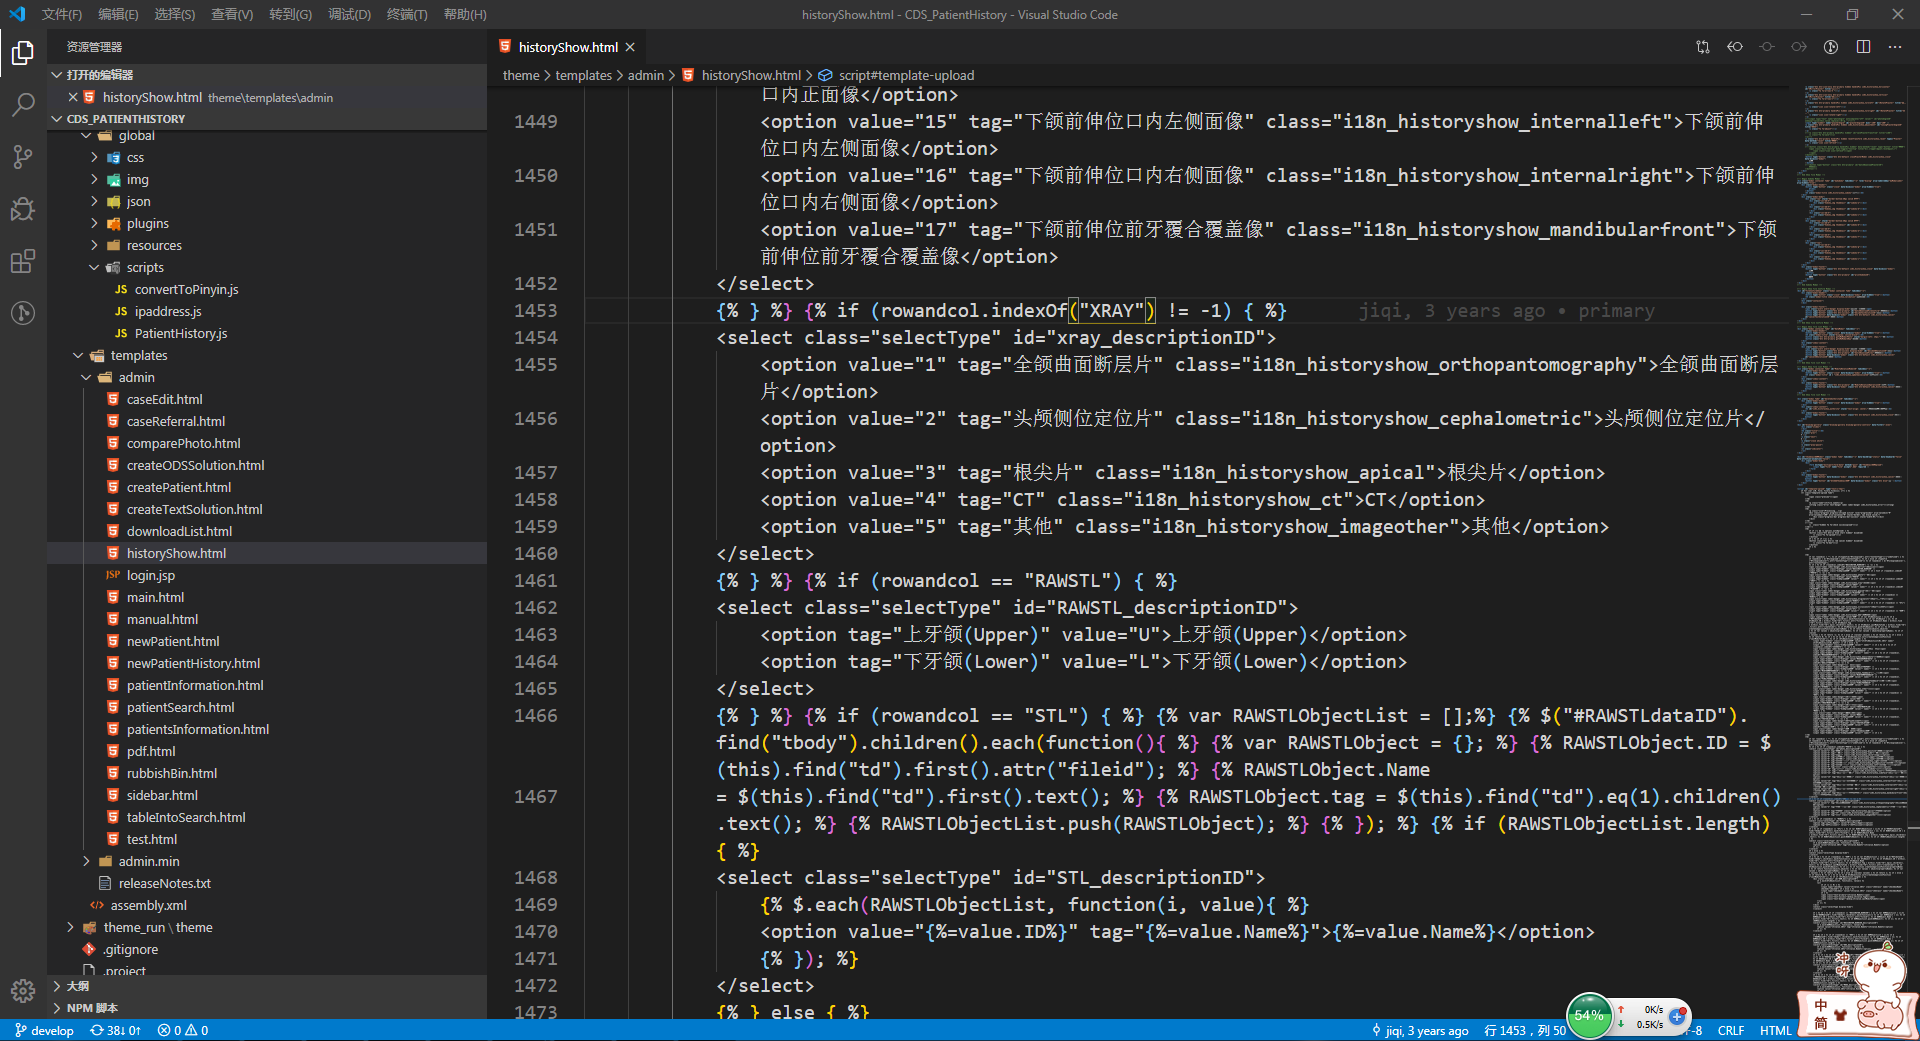 文件(F) 编辑(E) 选择(S) 查看(V) 转到(G) 调试(D) 终端(T) 帮助(H)
historyShow.html - CDS_PatientHistory - Visual Studio Code
资源管理器
打开的编辑器
historyShow.html theme\templates\admin
CDS_PATIENTHISTORY
global
css
img
json
plugins
resources
scripts
JS convertToPinyin.js
JS ipaddress.js
JS PatientHistory.js
templates
admin
caseEdit.html
caseReferral.html
comparePhoto.html
createODSSolution.html
createPatient.html
createTextSolution.html
downloadList.html
historyShow.html
JSP login.jsp
main.html
manual.html
newPatient.html
newPatientHistory.html
patientInformation.html
patientSearch.html
patientsInformation.html
pdf.html
rubbishBin.html
sidebar.html
tableIntoSearch.html
test.html
admin.min
releaseNotes.txt
assembly.xml
theme_run \ theme
.gitignore
.project
大纲
NPM 脚本
historyShow.html
theme > templates > admin > historyShow.html > script#template-upload
口内正面像</option>
1449 <option value="15" tag="下颌前伸位口内左侧面像" class="i18n_historyshow_internalleft">下颌前伸
位口内左侧面像</option>
1450 <option value="16" tag="下颌前伸位口内右侧面像" class="i18n_historyshow_internalright">下颌前伸
位口内右侧面像</option>
1451 <option value="17" tag="下颌前伸位前牙覆合覆盖像" class="i18n_historyshow_mandibularfront">下颌
前伸位前牙覆合覆盖像</option>
1452 </select>
1453 {% } %} {% if (rowandcol.indexOf("XRAY") != -1) { %} jiqi, 3 years ago • primary
1454 <select class="selectType" id="xray_descriptionID">
1455 <option value="1" tag="全颌曲面断层片" class="i18n_historyshow_orthopantomography">全颌曲面断层
片</option>
1456 <option value="2" tag="头颅侧位定位片" class="i18n_historyshow_cephalometric">头颅侧位定位片</
option>
1457 <option value="3" tag="根尖片" class="i18n_historyshow_apical">根尖片</option>
1458 <option value="4" tag="CT" class="i18n_historyshow_ct">CT</option>
1459 <option value="5" tag="其他" class="i18n_historyshow_imageother">其他</option>
1460 </select>
1461 {% } %} {% if (rowandcol == "RAWSTL") { %}
1462 <select class="selectType" id="RAWSTL_descriptionID">
1463 <option tag="上牙颌(Upper)" value="U">上牙颌(Upper)</option>
1464 <option tag="下牙颌(Lower)" value="L">下牙颌(Lower)</option>
1465 </select>
1466 {% } %} {% if (rowandcol == "STL") { %} {% var RAWSTLObjectList = [];%} {% $("#RAWSTLdataID").
find("tbody").children().each(function(){ %} {% var RAWSTLObject = {}; %} {% RAWSTLObject.ID = $
(this).find("td").first().attr("fileid"); %} {% RAWSTLObject.Name
1467 = $(this).find("td").first().text(); %} {% RAWSTLObject.tag = $(this).find("td").eq(1).children()
.text(); %} {% RAWSTLObjectList.push(RAWSTLObject); %} {% }); %} {% if (RAWSTLObjectList.length)
{ %}
1468 <select class="selectType" id="STL_descriptionID">
1469 {% $.each(RAWSTLObjectList, function(i, value){ %}
1470 <option value="{%=value.ID%}" tag="{%=value.Name%}">{%=value.Name%}</option>
1471 {% }); %}
1472 </select>
1473 {% } else { %}
冲呀
中
简
54%
0K/s
0.5K/s
develop 38↓ 0↑ 0 0
jiqi, 3 years ago 行 1453，列 50 -8 CRLF HTML